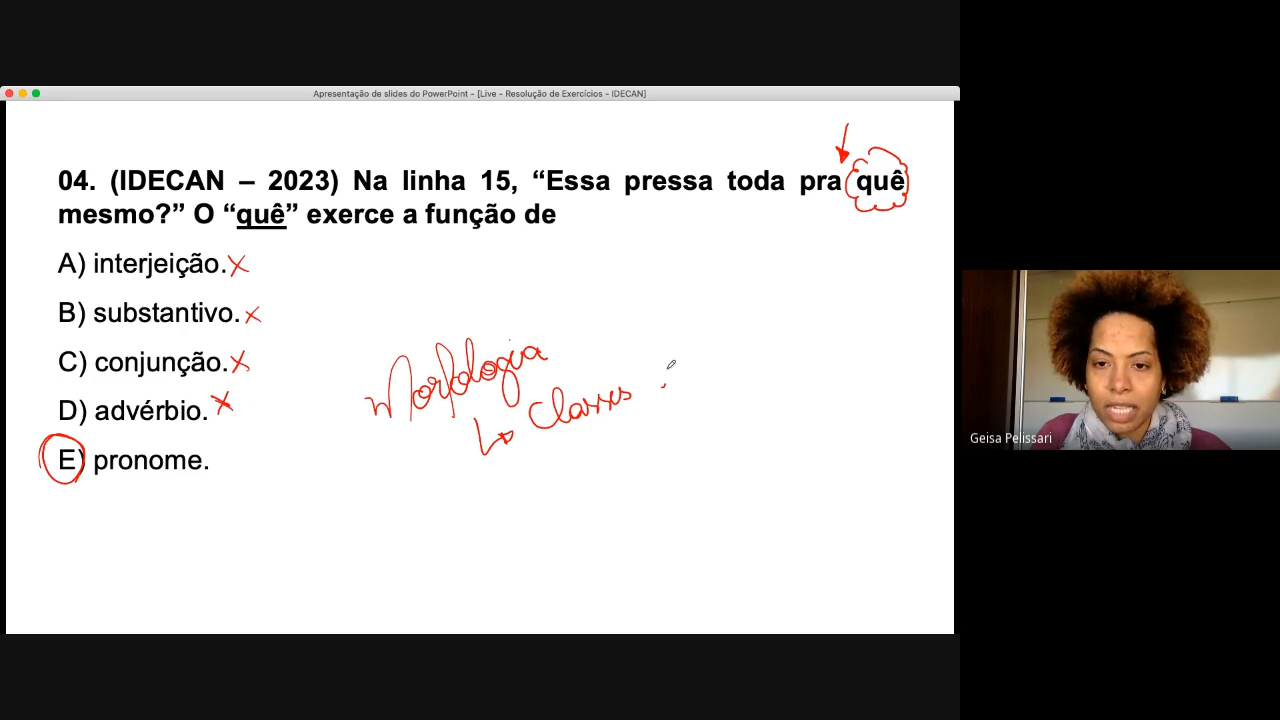 Apresentação de slides do PowerPoint - [Live - Resolução de Exercícios - IDECAN]
04. (IDECAN – 2023) Na linha 15, “Essa pressa toda pra quê
mesmo?” O “quê” exerce a função de
A) interjeição.
B) substantivo.
C) conjunção.
D) advérbio.
E) pronome.
Morfologia
↳ Classes
Geisa Pelissari